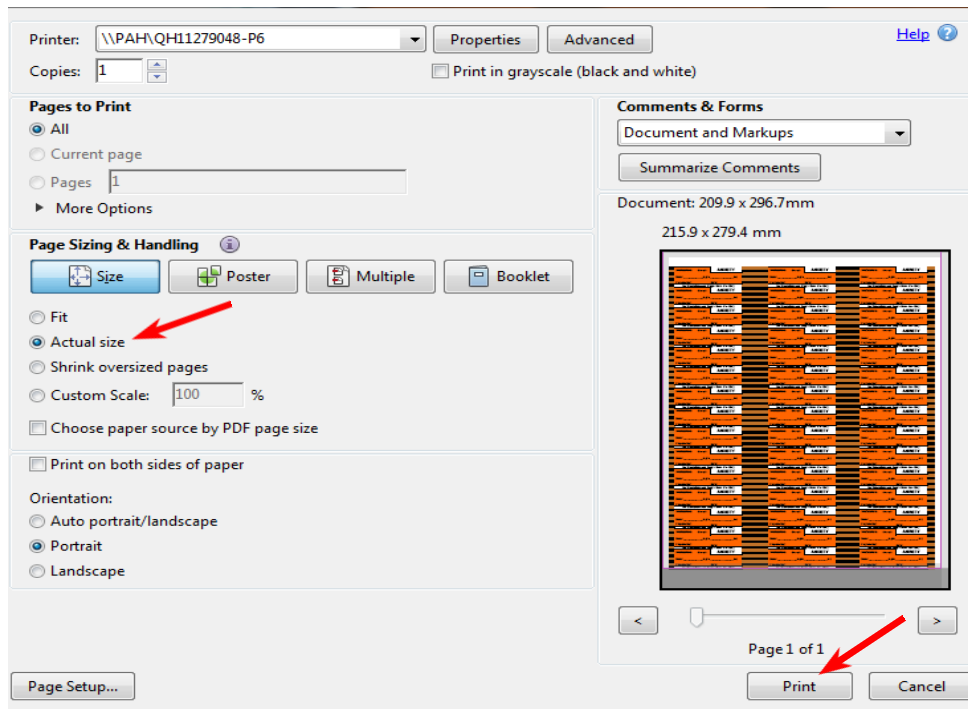 Printer: \\PAH\QH11279048-P6 Properties Advanced Help
Copies: 1 Print in grayscale (black and white)
Pages to Print
All
Current page
Pages 1
More Options
Comments & Forms
Document and Markups
Summarize Comments
Page Sizing & Handling
Size Poster Multiple Booklet
Fit
Actual size
Shrink oversized pages
Custom Scale: 100 %
Choose paper source by PDF page size
Print on both sides of paper
Orientation:
Auto portrait/landscape
Portrait
Landscape
Document: 209.9 x 296.7mm
215.9 x 279.4 mm
< >
Page 1 of 1
Page Setup... Print Cancel